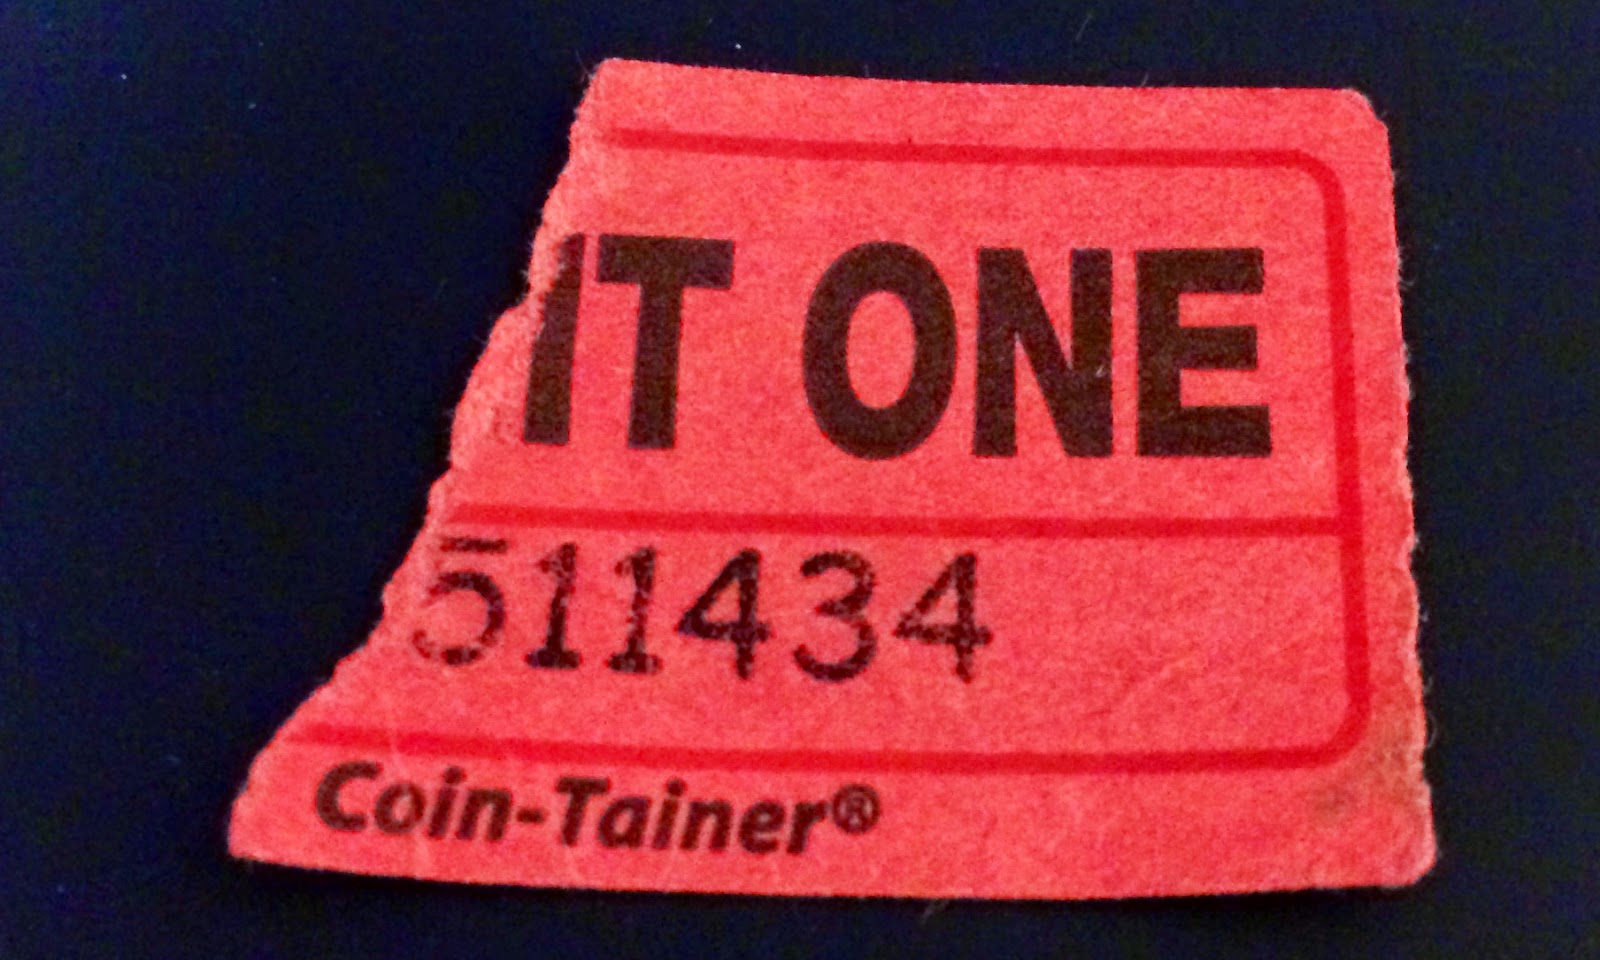 IT ONE
511434
Coin-Tainer®